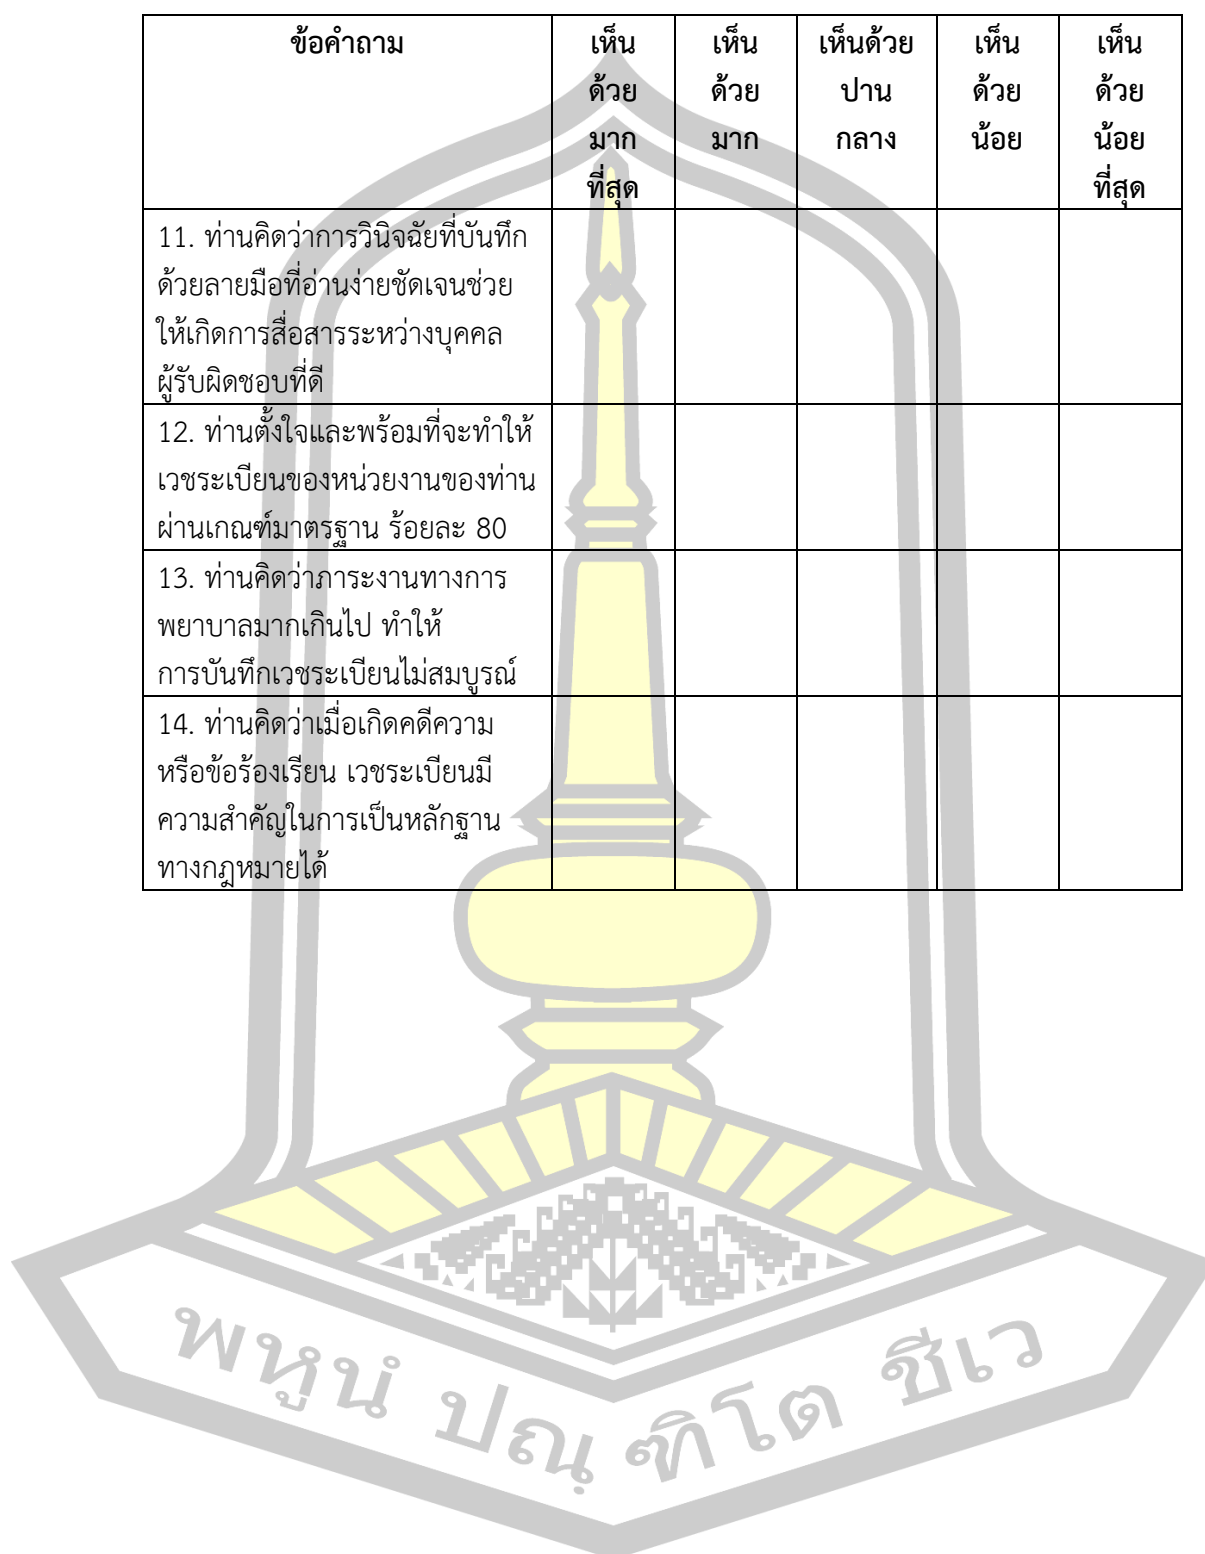 ข้อคำถาม เห็น เห็น เห็นด้วย เห็น เห็น
ด้วย ด้วย ปาน ด้วย ด้วย
มาก มาก กลาง น้อย น้อย
ที่สุด ที่สุด
11. ท่านคิดว่าการวินิจฉัยที่บันทึก
ด้วยลายมือที่อ่านง่ายชัดเจนช่วย
ให้เกิดการสื่อสารระหว่างบุคคล
ผู้รับผิดชอบที่ดี
12. ท่านตั้งใจและพร้อมที่จะทำให้
เวชระเบียนของหน่วยงานของท่าน
ผ่านเกณฑ์มาตรฐาน ร้อยละ 80
13. ท่านคิดว่าภาระงานทางการ
พยาบาลมากเกินไป ทำให้
การบันทึกเวชระเบียนไม่สมบูรณ์
14. ท่านคิดว่าเมื่อเกิดคดีความ
หรือข้อร้องเรียน เวชระเบียนมี
ความสำคัญในการเป็นหลักฐาน
ทางกฎหมายได้
พหูนํ ปณฺ ฑิโต ชีเว